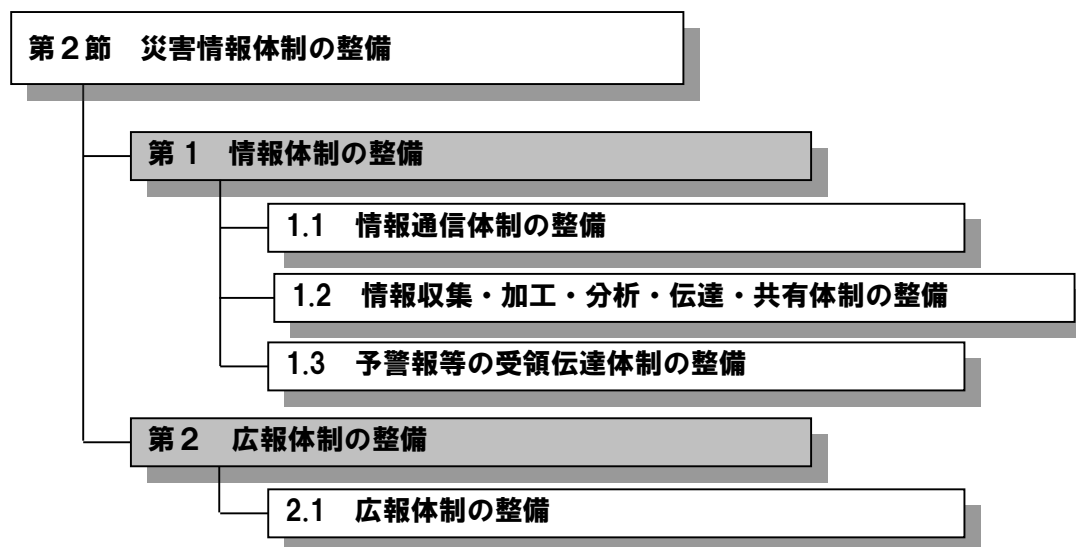 第２節　災害情報体制の整備
第１　情報体制の整備
1.1　情報通信体制の整備
1.2　情報収集・加工・分析・伝達・共有体制の整備
1.3　予警報等の受領伝達体制の整備
第２　広報体制の整備
2.1　広報体制の整備